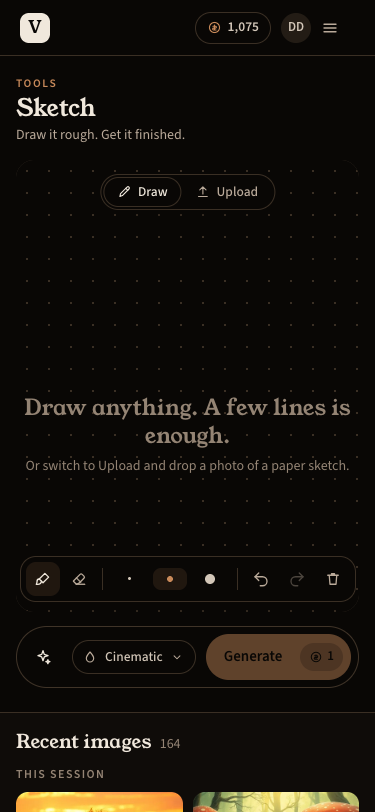 V
1,075
DD
TOOLS
Sketch
Draw it rough. Get it finished.
Draw
Upload
Draw anything. A few lines is
enough.
Or switch to Upload and drop a photo of a paper sketch.
Cinematic
Generate
1
Recent images 164
THIS SESSION